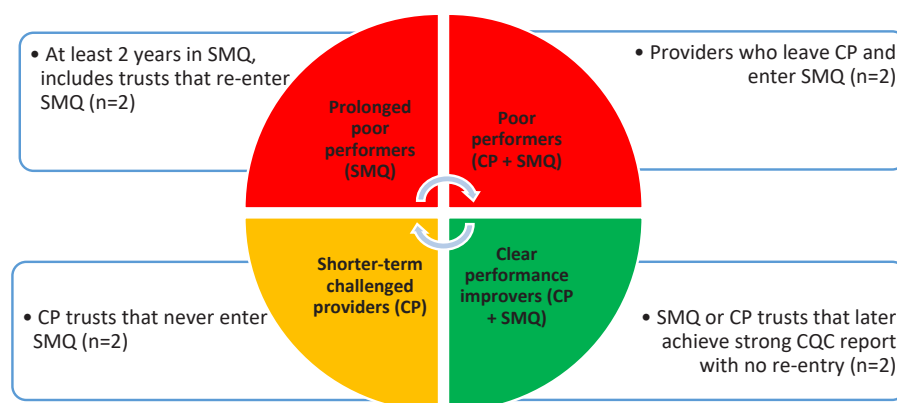 • At least 2 years in SMQ,
includes trusts that re-enter
SMQ (n=2)
• Providers who leave CP and
enter SMQ (n=2)
Prolonged
poor
performers
(SMQ)
Poor
performers
(CP + SMQ)
Shorter-term
challenged
providers (CP)
Clear
performance
improvers (CP
+ SMQ)
• CP trusts that never enter
SMQ (n=2)
• SMQ or CP trusts that later
achieve strong CQC report
with no re-entry (n=2)